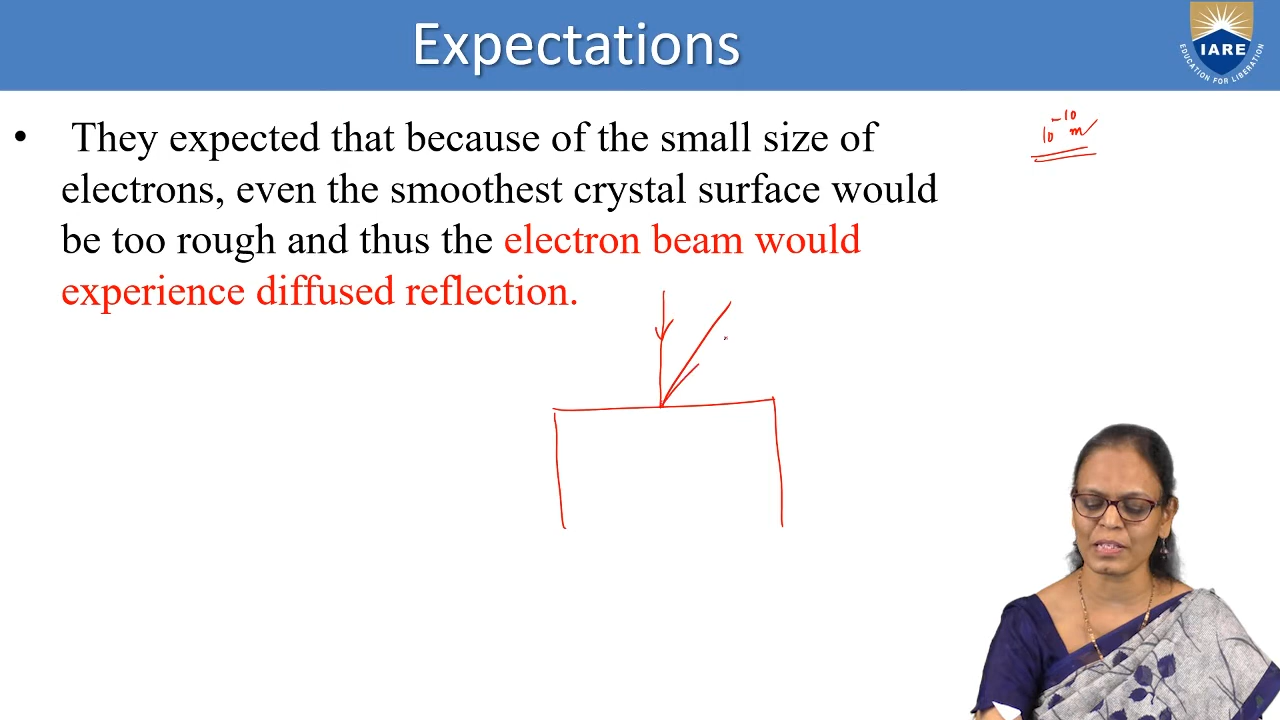 Expectations
IARE
EDUCATION FOR LIBERATION
10⁻¹⁰ m
• They expected that because of the small size of
electrons, even the smoothest crystal surface would
be too rough and thus the electron beam would
experience diffused reflection.